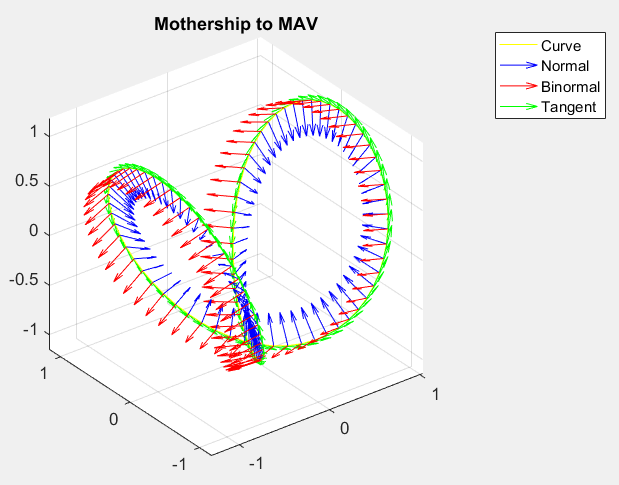 Mothership to MAV
Curve
Normal
Binormal
Tangent
1
0.5
0
-0.5
-1
1
0
-1
-1
0
1